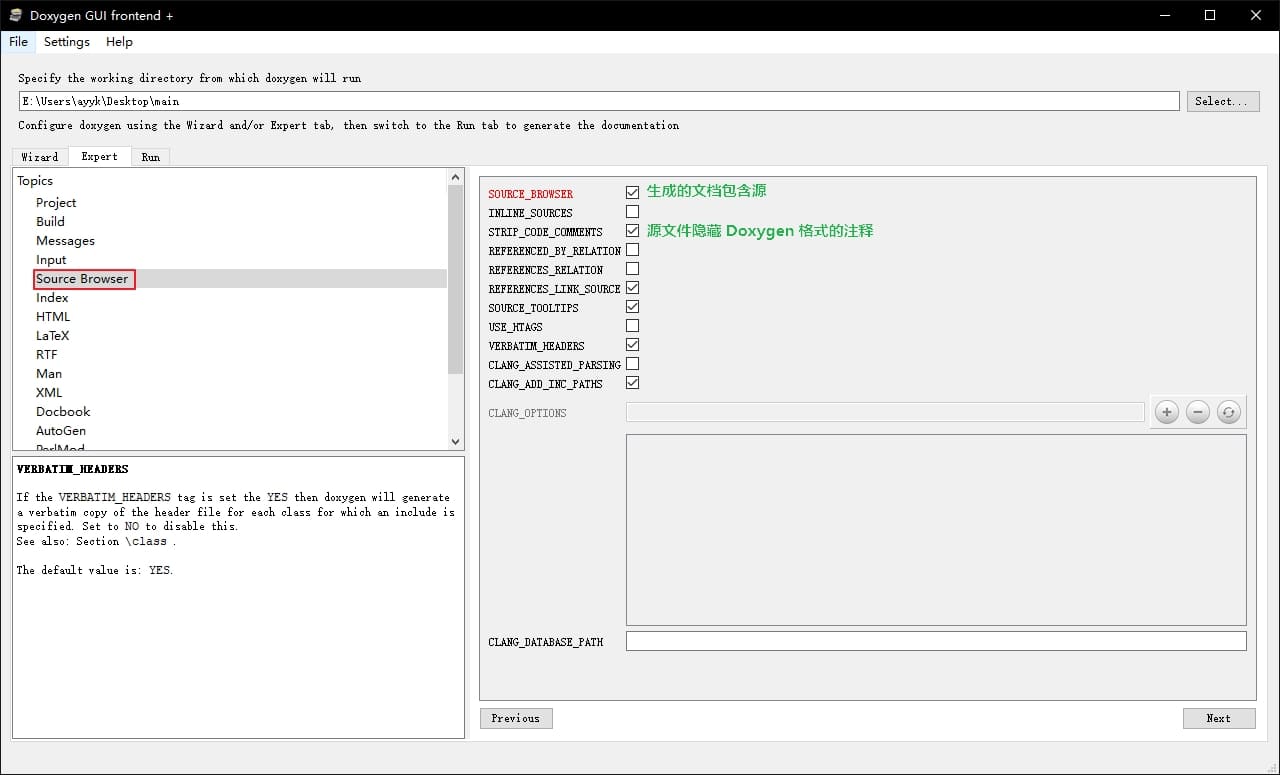 Doxygen GUI frontend +
File Settings Help
Specify the working directory from which doxygen will run
E:\Users\ayyk\Desktop\main
Select...
Configure doxygen using the Wizard and/or Expert tab, then switch to the Run tab to generate the documentation
Wizard Expert Run
Topics
Project
Build
Messages
Input
Source Browser
Index
HTML
LaTeX
RTF
Man
XML
Docbook
AutoGen
PerlMod
VERBATIM_HEADERS
If the VERBATIM_HEADERS tag is set the YES then doxygen will generate
a verbatim copy of the header file for each class for which an include is
specified. Set to NO to disable this.
See also: Section \class .
The default value is: YES.
SOURCE_BROWSER 生成的文档包含源
INLINE_SOURCES
STRIP_CODE_COMMENTS 源文件隐藏 Doxygen 格式的注释
REFERENCED_BY_RELATION
REFERENCES_RELATION
REFERENCES_LINK_SOURCE
SOURCE_TOOLTIPS
USE_HTAGS
VERBATIM_HEADERS
CLANG_ASSISTED_PARSING
CLANG_ADD_INC_PATHS
CLANG_OPTIONS
CLANG_DATABASE_PATH
Previous
Next